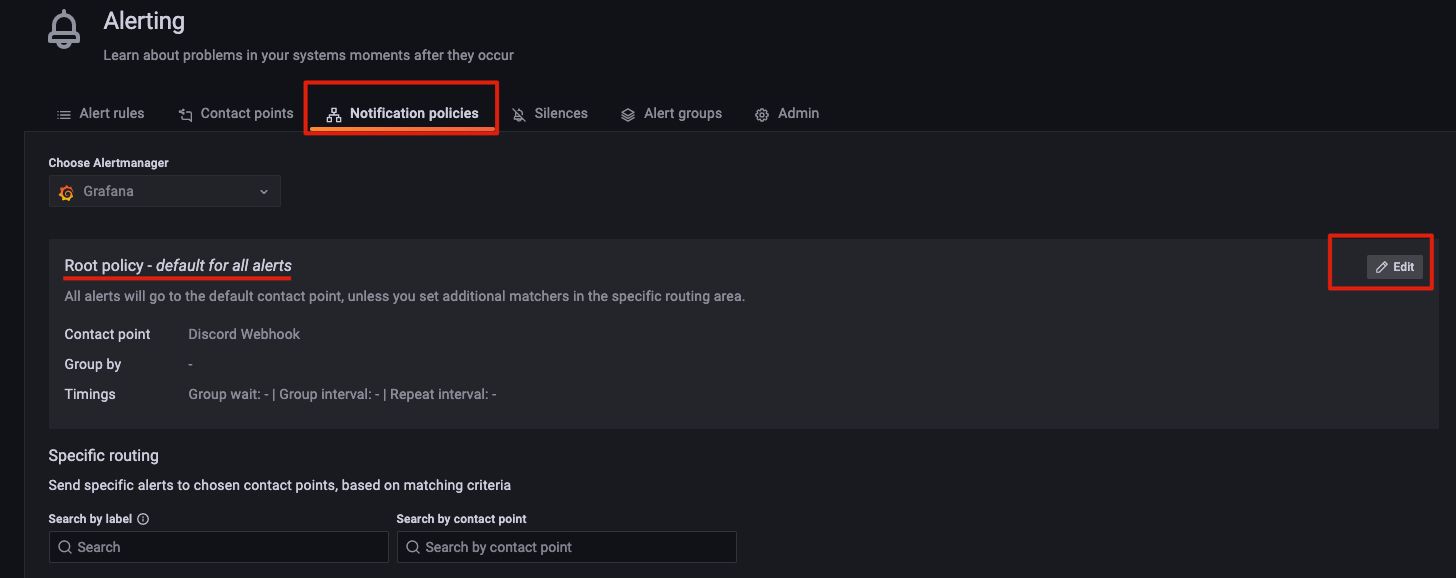 Alerting
Learn about problems in your systems moments after they occur
Alert rules Contact points Notification policies Silences Alert groups Admin
Choose Alertmanager
Grafana
Root policy - default for all alerts
Edit
All alerts will go to the default contact point, unless you set additional matchers in the specific routing area.
Contact point Discord Webhook
Group by -
Timings Group wait: - | Group interval: - | Repeat interval: -
Specific routing
Send specific alerts to chosen contact points, based on matching criteria
Search by label Search by contact point
Search Search by contact point